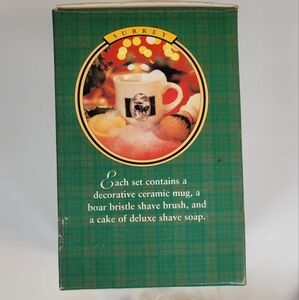 SURREY
Each set contains a
decorative ceramic mug, a
boar bristle shave brush, and
a cake of deluxe shave soap.